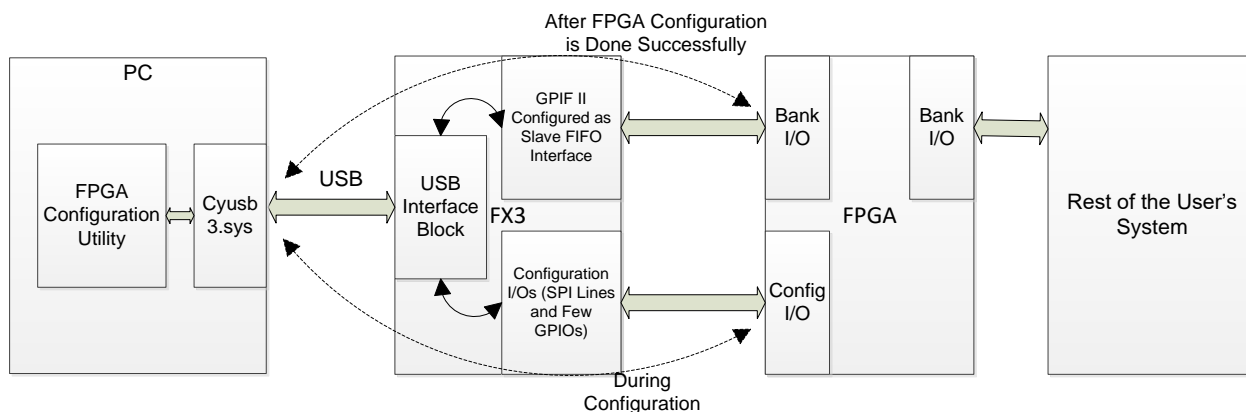 After FPGA Configuration
is Done Successfully
PC
FPGA
Configuration
Utility
Cyusb
3.sys
USB
USB
Interface
Block
FX3
GPIF II
Configured as
Slave FIFO
Interface
Configuration
I/Os (SPI Lines
and Few
GPIOs)
Bank
I/O
Config
I/O
FPGA
Bank
I/O
Rest of the User’s
System
During
Configuration